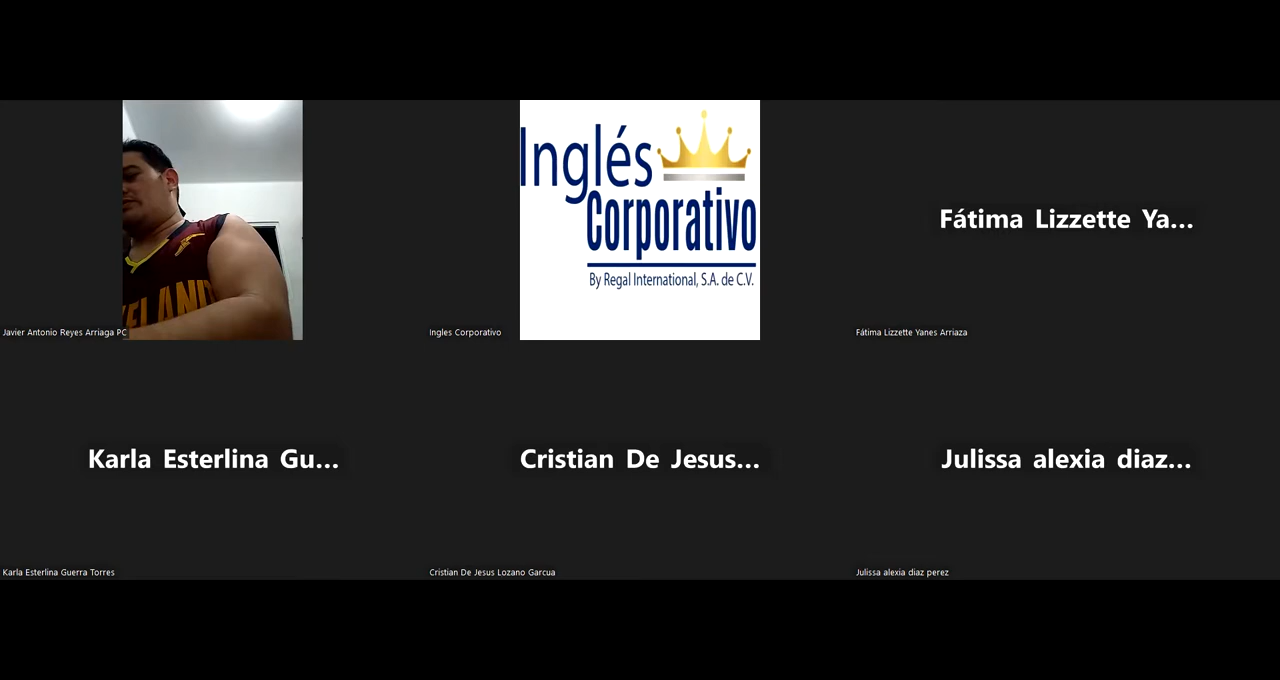 ELAND
Javier Antonio Reyes Arriaga PC
Inglés
Corporativo
By Regal International, S.A. de C.V.
Ingles Corporativo
Fátima Lizzette Ya...
Fátima Lizzette Yanes Arriaza
Karla Esterlina Gu...
Karla Esterlina Guerra Torres
Cristian De Jesus...
Cristian De Jesus Lozano Garcua
Julissa alexia diaz...
Julissa alexia diaz perez